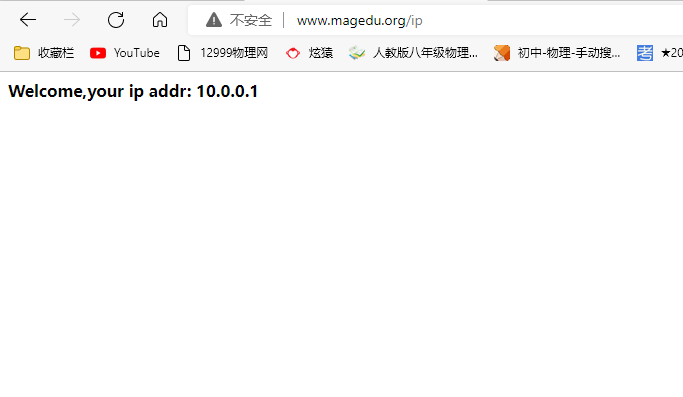 不安全 www.magedu.org/ip
收藏栏 YouTube 12999物理网 炫猿 人教版八年级物理... 初中-物理-手动搜... 考 ★20
Welcome,your ip addr: 10.0.0.1